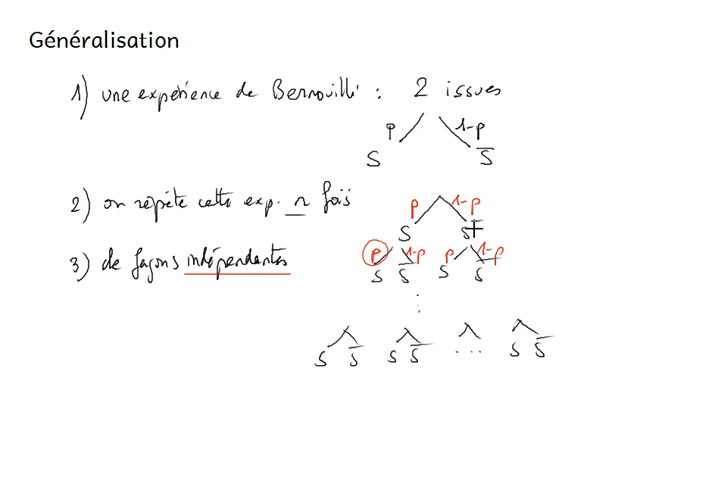 Généralisation
1) une expérience de Bernouilli : 2 issues
p 1-p
S S̅
2) on répète cette exp. n fois
p 1-p
S S̅
3) de façons indépendantes
p 1-p p 1-p
S S̅ S S̅
⋮
S S̅ S S̅ ... S S̅